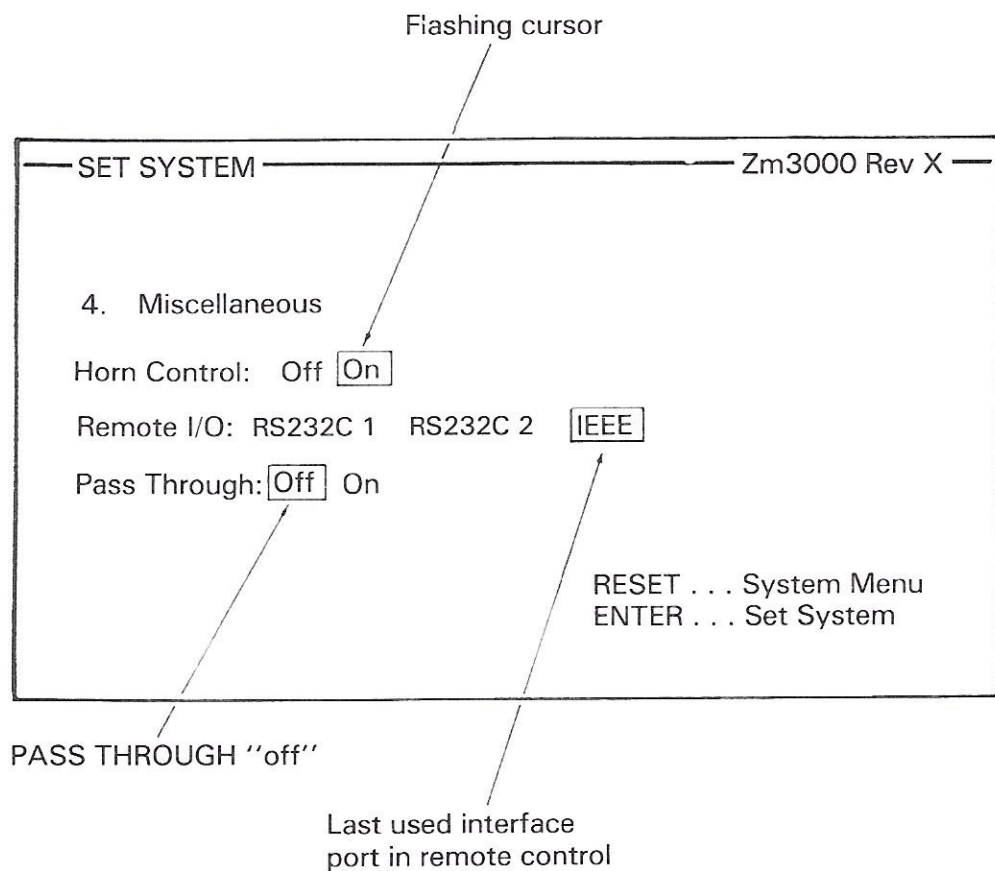 Flashing cursor
SET SYSTEM Zm3000 Rev X
4. Miscellaneous
Horn Control: Off On
Remote I/O: RS232C 1 RS232C 2 IEEE
Pass Through: Off On
RESET . . . System Menu
ENTER . . . Set System
PASS THROUGH ''off''
Last used interface
port in remote control